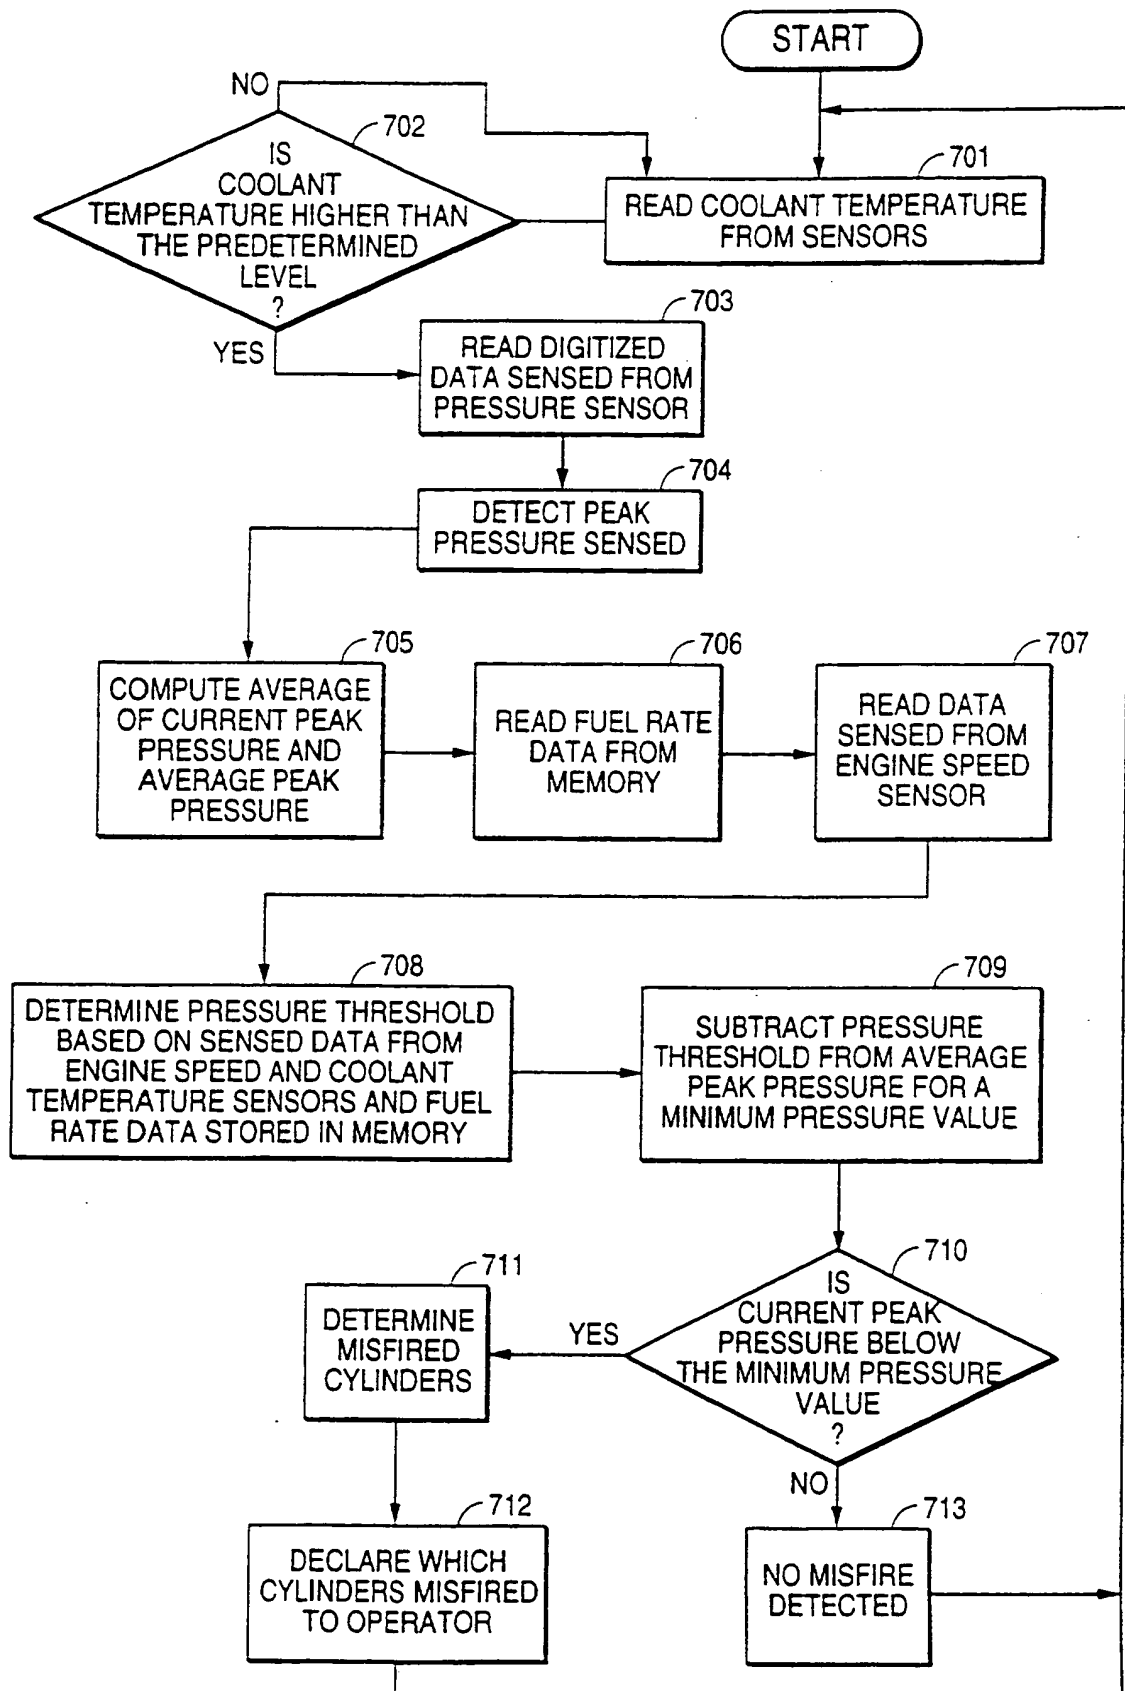 START
NO
702
IS
COOLANT
TEMPERATURE HIGHER THAN
THE PREDETERMINED
LEVEL
?
701
READ COOLANT TEMPERATURE
FROM SENSORS
YES
703
READ DIGITIZED
DATA SENSED FROM
PRESSURE SENSOR
704
DETECT PEAK
PRESSURE SENSED
705
COMPUTE AVERAGE
OF CURRENT PEAK
PRESSURE AND
AVERAGE PEAK
PRESSURE
706
READ FUEL RATE
DATA FROM
MEMORY
707
READ DATA
SENSED FROM
ENGINE SPEED
SENSOR
708
DETERMINE PRESSURE THRESHOLD
BASED ON SENSED DATA FROM
ENGINE SPEED AND COOLANT
TEMPERATURE SENSORS AND FUEL
RATE DATA STORED IN MEMORY
709
SUBTRACT PRESSURE
THRESHOLD FROM AVERAGE
PEAK PRESSURE FOR A
MINIMUM PRESSURE VALUE
710
IS
CURRENT PEAK
PRESSURE BELOW
THE MINIMUM PRESSURE
VALUE
?
YES
711
DETERMINE
MISFIRED
CYLINDERS
NO
712
DECLARE WHICH
CYLINDERS MISFIRED
TO OPERATOR
713
NO MISFIRE
DETECTED